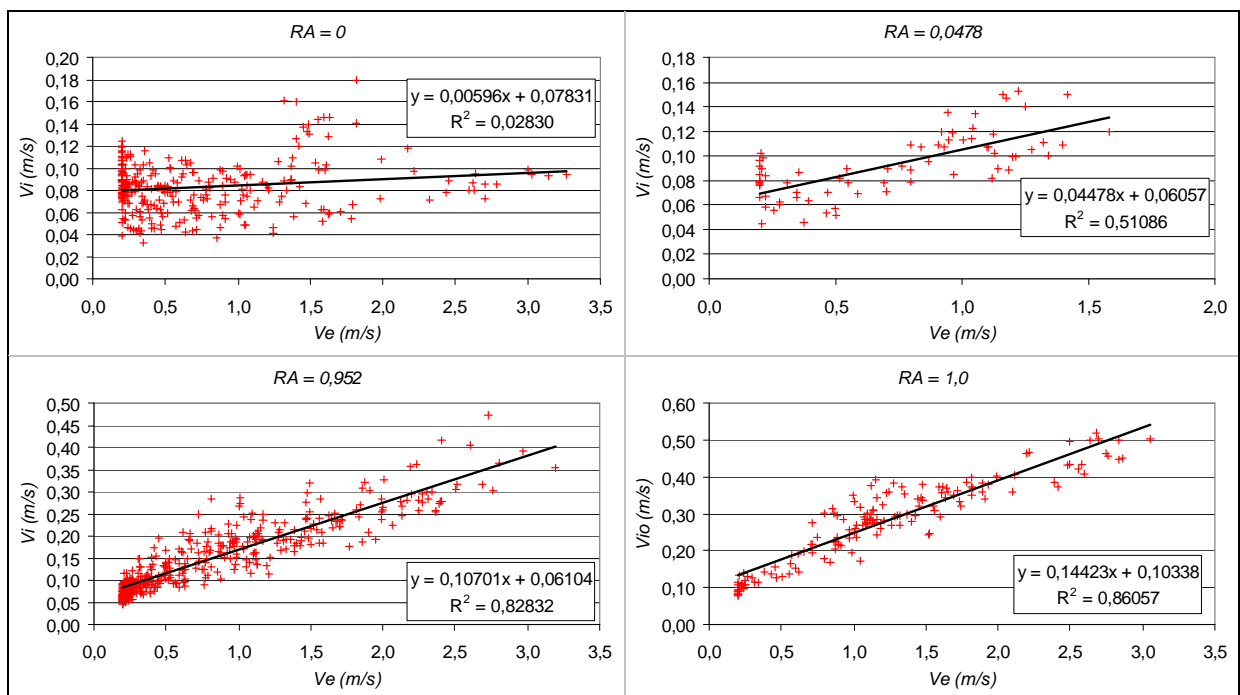 RA = 0
0,20
0,18
0,16
0,14
0,12
0,10
0,08
0,06
0,04
0,02
0,00
Vi (m/s)
y = 0,00596x + 0,07831
R² = 0,02830
0,0 0,5 1,0 1,5 2,0 2,5 3,0 3,5
Ve (m/s)
RA = 0,0478
0,18
0,16
0,14
0,12
0,10
0,08
0,06
0,04
0,02
0,00
Vi (m/s)
y = 0,04478x + 0,06057
R² = 0,51086
0,0 0,5 1,0 1,5 2,0
Ve (m/s)
RA = 0,952
0,50
0,45
0,40
0,35
0,30
0,25
0,20
0,15
0,10
0,05
0,00
Vi (m/s)
y = 0,10701x + 0,06104
R² = 0,82832
0,0 0,5 1,0 1,5 2,0 2,5 3,0 3,5
Ve (m/s)
RA = 1,0
0,60
0,50
0,40
0,30
0,20
0,10
0,00
Vio (m/s)
y = 0,14423x + 0,10338
R² = 0,86057
0,0 0,5 1,0 1,5 2,0 2,5 3,0 3,5
Ve (m/s)